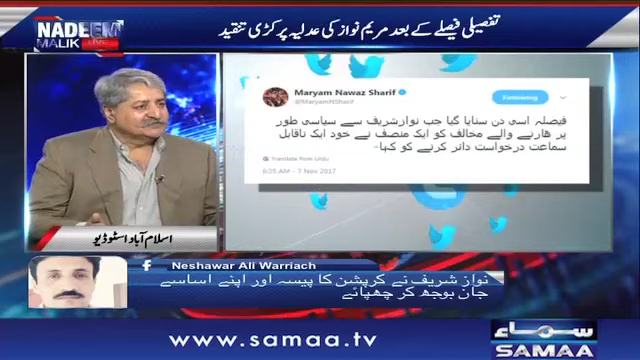 NADEEM
MALIK LIVE
تفصیلی فیصلے کے بعد مریم نواز کی عدلیہ پر کڑی تنقید
Maryam Nawaz Sharif
@MaryamNSharif
Following
فیصلہ اسی دن سنایا گیا جب نوازشریف سے سیاسی طور
پر ھارنے والے مخالف کو ایک منصف نے خود ایک ناقابل
سماعت درخواست دائر کرنے کو کہا-
Translate from Urdu
6:35 AM - 7 Nov 2017
اسلام آباد اسٹوڈیو
f Neshawar Ali Warriach
نواز شریف نے کرپشن کا پیسہ اور اپنے اساسے
جان بوجھ کر چھپائے
www.samaa.tv
سماء
SAMAA